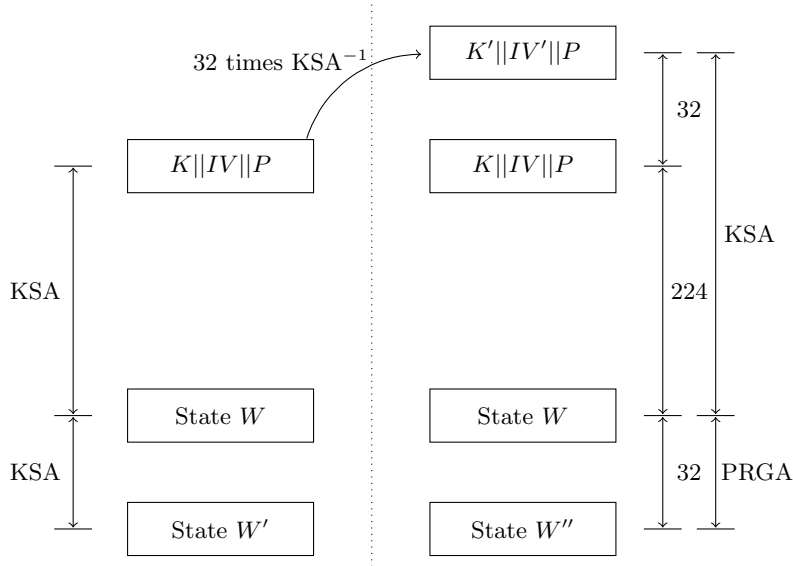 32 times KSA⁻¹
K′||IV′||P
32
K||IV||P
K||IV||P
KSA
KSA
224
State W
State W
KSA
32
PRGA
State W′
State W′′